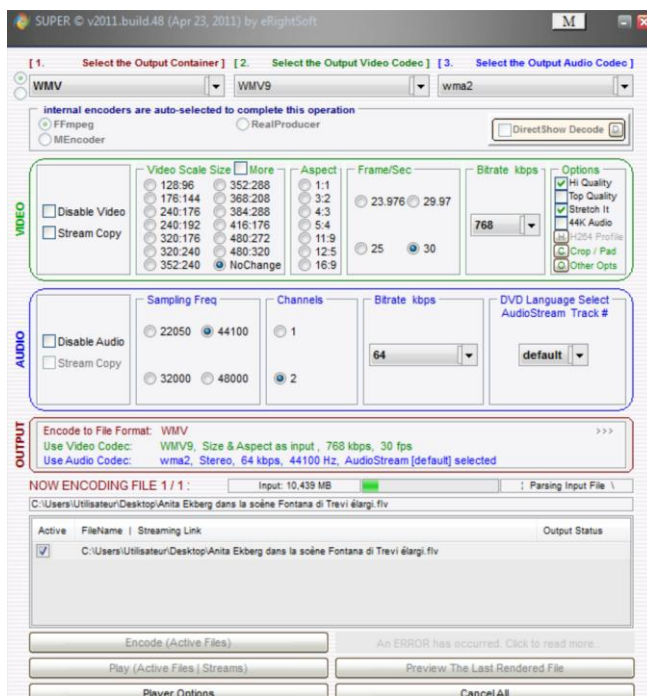 SUPER © v2011.build.48 (Apr 23, 2011) by eRightSoft
M
[ 1. Select the Output Container ] [ 2. Select the Output Video Codec ] [ 3. Select the Output Audio Codec ]
WMV WMV9 wma2
internal encoders are auto-selected to complete this operation
FFmpeg RealProducer
MEncoder
DirectShow Decode D
VIDEO
Disable Video
Stream Copy
Video Scale Size More
128:96 352:288
176:144 368:208
240:176 384:288
240:192 416:176
320:176 480:272
320:240 480:320
352:240 NoChange
Aspect
1:1
3:2
4:3
5:4
11:9
12:5
16:9
Frame/Sec
23.976 29.97
25 30
Bitrate kbps
768
Options
Hi Quality
Top Quality
Stretch It
44K Audio
H H264 Profile
C Crop / Pad
O Other Opts
AUDIO
Disable Audio
Stream Copy
Sampling Freq
22050 44100
32000 48000
Channels
1
2
Bitrate kbps
64
DVD Language Select
AudioStream Track #
default
OUTPUT
Encode to File Format: WMV >>>
Use Video Codec: WMV9, Size & Aspect as input , 768 kbps, 30 fps
Use Audio Codec: wma2, Stereo, 64 kbps, 44100 Hz, AudioStream [default] selected
NOW ENCODING FILE 1 / 1 : Input: 10,439 MB ¦ Parsing Input File \
C:\Users\Utilisateur\Desktop\Anita Ekberg dans la scène Fontana di Trevi élargi.flv
Active FileName | Streaming Link Output Status
C:\Users\Utilisateur\Desktop\Anita Ekberg dans la scène Fontana di Trevi élargi.flv
Encode (Active Files) An ERROR has occurred. Click to read more..
Play (Active Files | Streams) Preview The Last Rendered File
Player Options Cancel All